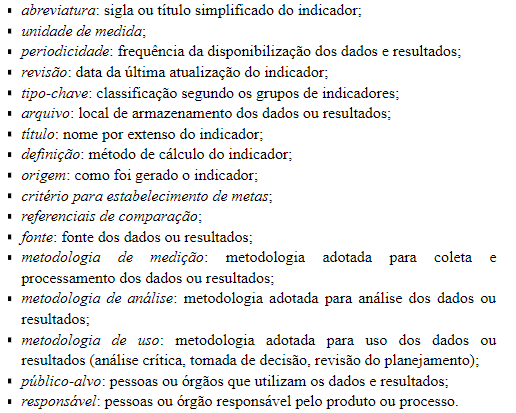 ▪ abreviatura: sigla ou título simplificado do indicador;
▪ unidade de medida;
▪ periodicidade: frequência da disponibilização dos dados e resultados;
▪ revisão: data da última atualização do indicador;
▪ tipo-chave: classificação segundo os grupos de indicadores;
▪ arquivo: local de armazenamento dos dados ou resultados;
▪ título: nome por extenso do indicador;
▪ definição: método de cálculo do indicador;
▪ origem: como foi gerado o indicador;
▪ critério para estabelecimento de metas;
▪ referenciais de comparação;
▪ fonte: fonte dos dados ou resultados;
▪ metodologia de medição: metodologia adotada para coleta e
processamento dos dados ou resultados;
▪ metodologia de análise: metodologia adotada para análise dos dados ou
resultados;
▪ metodologia de uso: metodologia adotada para uso dos dados ou
resultados (análise crítica, tomada de decisão, revisão do planejamento);
▪ público-alvo: pessoas ou órgãos que utilizam os dados e resultados;
▪ responsável: pessoas ou órgão responsável pelo produto ou processo.